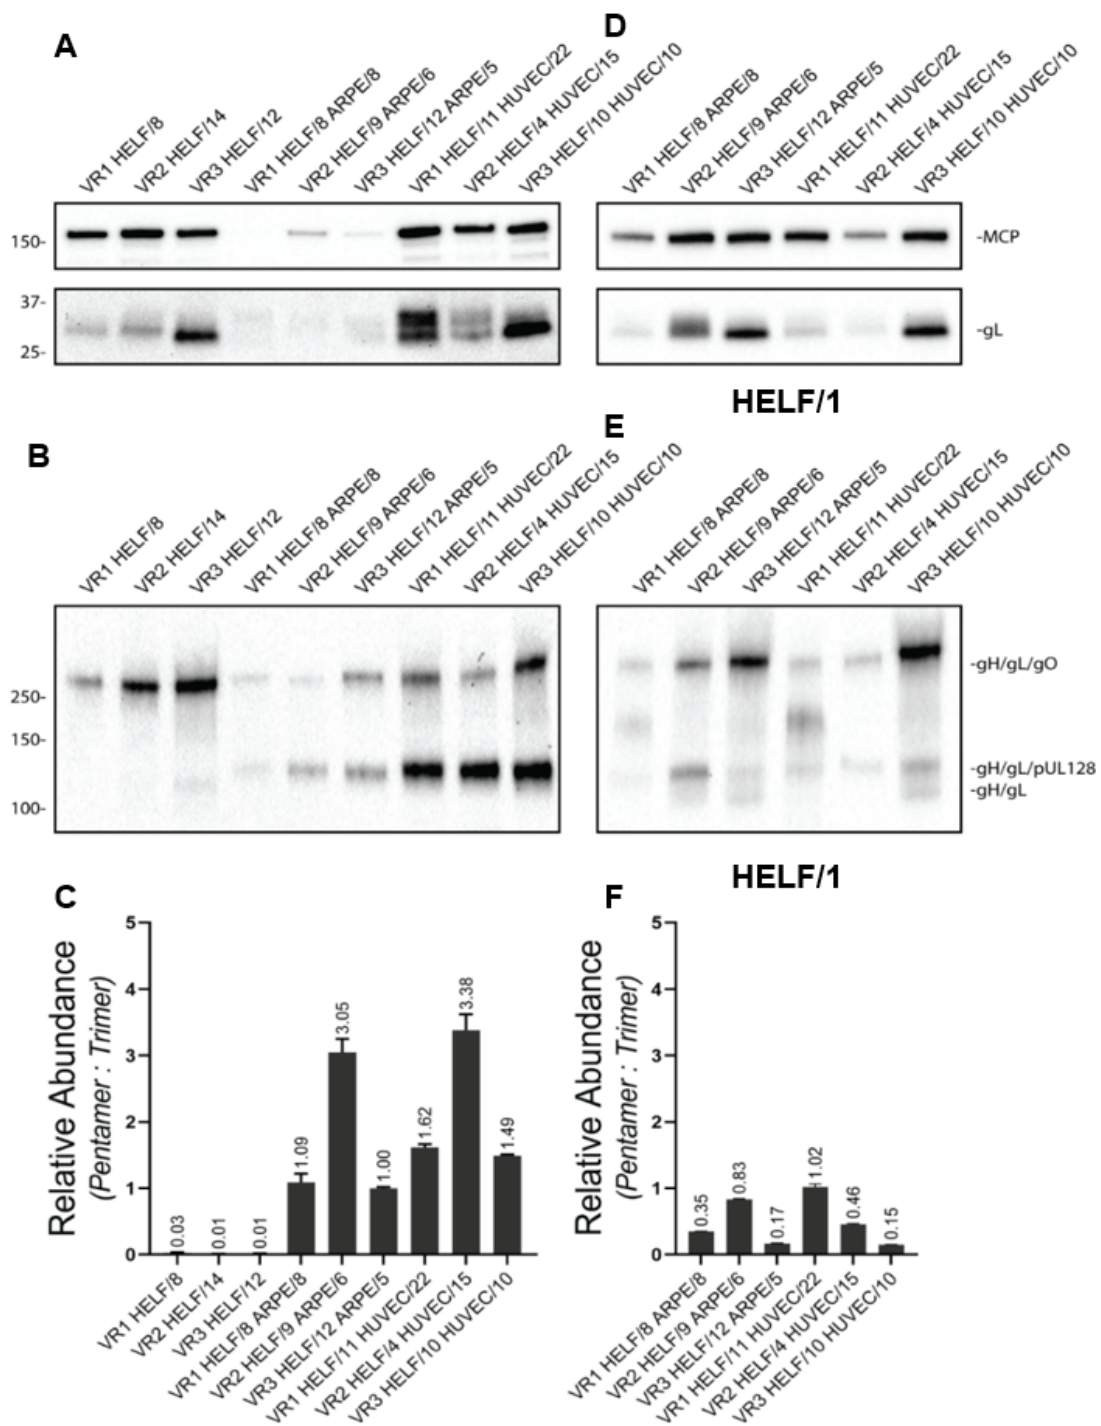 A
VR1 HELF/8
VR2 HELF/14
VR3 HELF/12
VR1 HELF/8 ARPE/8
VR2 HELF/9 ARPE/6
VR3 HELF/12 ARPE/5
VR1 HELF/11 HUVEC/22
VR2 HELF/4 HUVEC/15
VR3 HELF/10 HUVEC/10
150-
37-
25-
D
VR1 HELF/8 ARPE/8
VR2 HELF/9 ARPE/6
VR3 HELF/12 ARPE/5
VR1 HELF/11 HUVEC/22
VR2 HELF/4 HUVEC/15
VR3 HELF/10 HUVEC/10
-MCP
-gL
HELF/1
B
VR1 HELF/8
VR2 HELF/14
VR3 HELF/12
VR1 HELF/8 ARPE/8
VR2 HELF/9 ARPE/6
VR3 HELF/12 ARPE/5
VR1 HELF/11 HUVEC/22
VR2 HELF/4 HUVEC/15
VR3 HELF/10 HUVEC/10
250-
150-
100-
E
VR1 HELF/8 ARPE/8
VR2 HELF/9 ARPE/6
VR3 HELF/12 ARPE/5
VR1 HELF/11 HUVEC/22
VR2 HELF/4 HUVEC/15
VR3 HELF/10 HUVEC/10
-gH/gL/gO
-gH/gL/pUL128
-gH/gL
HELF/1
C
Relative Abundance
(Pentamer : Trimer)
5
4
3
2
1
0
0.03
0.01
0.01
1.09
3.05
1.00
1.62
3.38
1.49
VR1 HELF/8
VR2 HELF/14
VR3 HELF/12
VR1 HELF/8 ARPE/8
VR2 HELF/9 ARPE/6
VR3 HELF/12 ARPE/5
VR1 HELF/11 HUVEC/22
VR2 HELF/4 HUVEC/15
VR3 HELF/10 HUVEC/10
F
Relative Abundance
(Pentamer : Trimer)
5
4
3
2
1
0
0.35
0.83
0.17
1.02
0.46
0.15
VR1 HELF/8 ARPE/8
VR2 HELF/9 ARPE/6
VR3 HELF/12 ARPE/5
VR1 HELF/11 HUVEC/22
VR2 HELF/4 HUVEC/15
VR3 HELF/10 HUVEC/10